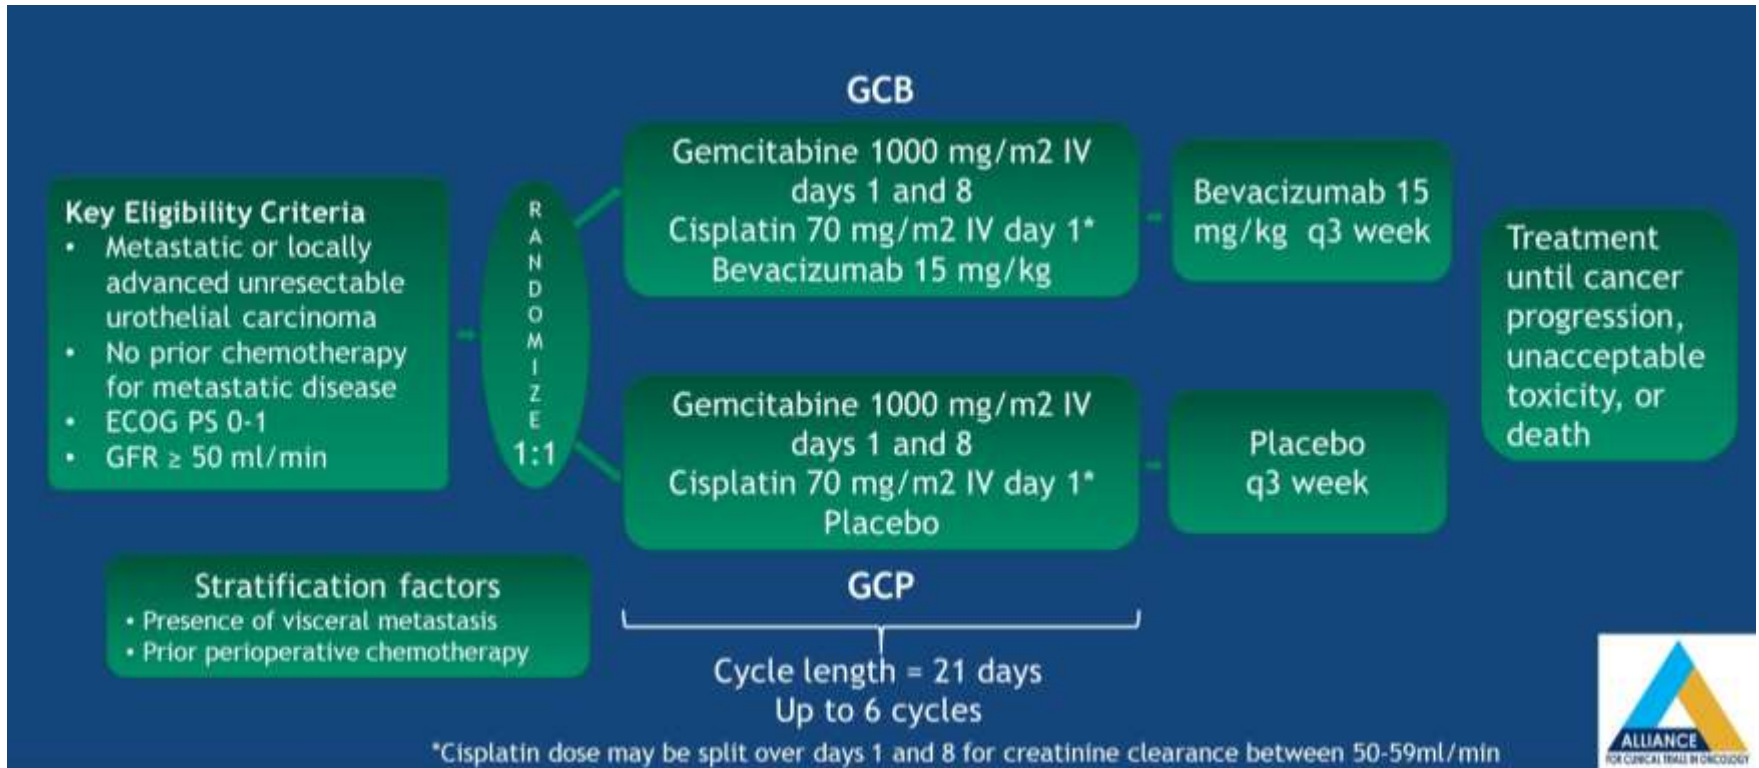 GCB
Key Eligibility Criteria
• Metastatic or locally
advanced unresectable
urothelial carcinoma
• No prior chemotherapy
for metastatic disease
• ECOG PS 0-1
• GFR ≥ 50 ml/min
RANDOMIZE
1:1
Gemcitabine 1000 mg/m2 IV
days 1 and 8
Cisplatin 70 mg/m2 IV day 1*
Bevacizumab 15 mg/kg
Bevacizumab 15
mg/kg q3 week
Gemcitabine 1000 mg/m2 IV
days 1 and 8
Cisplatin 70 mg/m2 IV day 1*
Placebo
Placebo
q3 week
Treatment
until cancer
progression,
unacceptable
toxicity, or
death
Stratification factors
• Presence of visceral metastasis
• Prior perioperative chemotherapy
GCP
Cycle length = 21 days
Up to 6 cycles
*Cisplatin dose may be split over days 1 and 8 for creatinine clearance between 50-59ml/min
ALLIANCE
FOR CLINICAL TRIALS IN ONCOLOGY